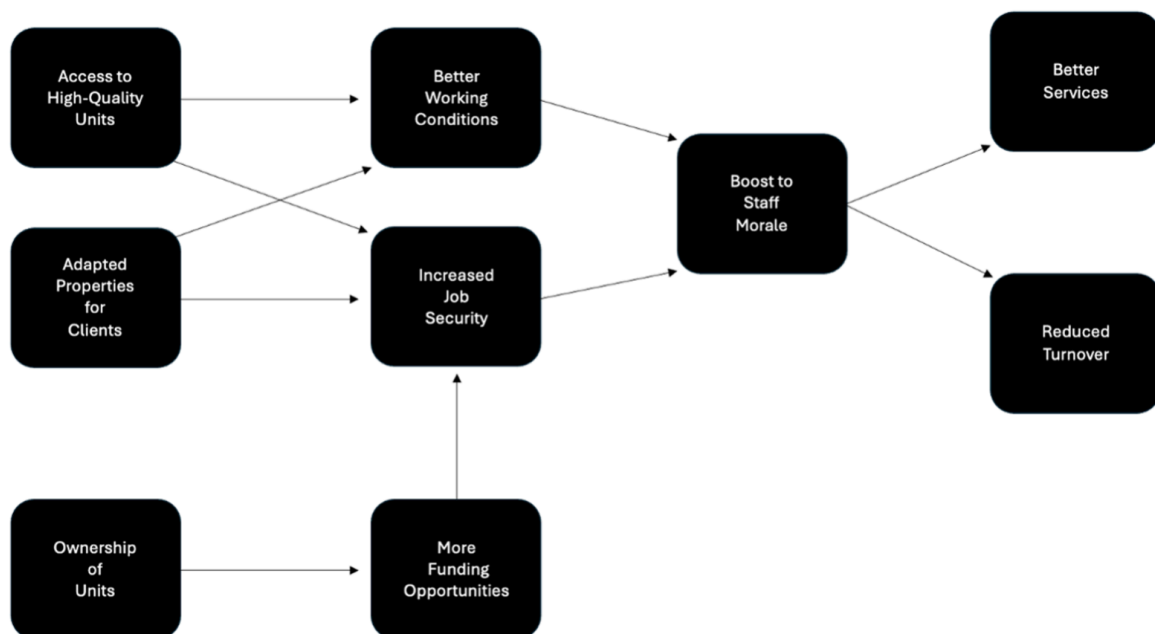 Access to
High-Quality
Units
Better
Working
Conditions
Better
Services
Boost to
Staff
Morale
Adapted
Properties
for
Clients
Increased
Job
Security
Reduced
Turnover
Ownership
of
Units
More
Funding
Opportunities